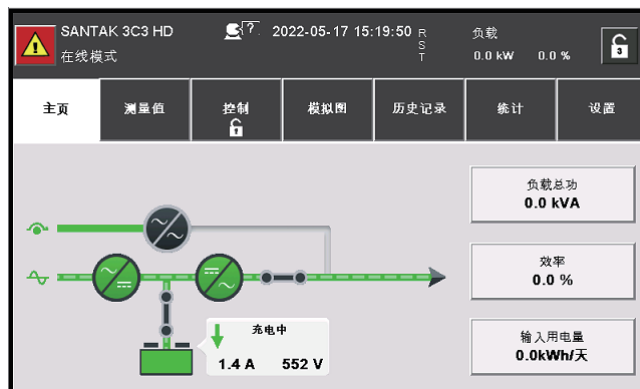 SANTAK 3C3 HD
在线模式
?
2022-05-17 15:19:50
R
S
T
负载
0.0 kW 0.0 %
3
主页 测量值 控制 模拟图 历史记录 统计 设置
负载总功
0.0 kVA
效率
0.0 %
输入用电量
0.0kWh/天
充电中
1.4 A 552 V